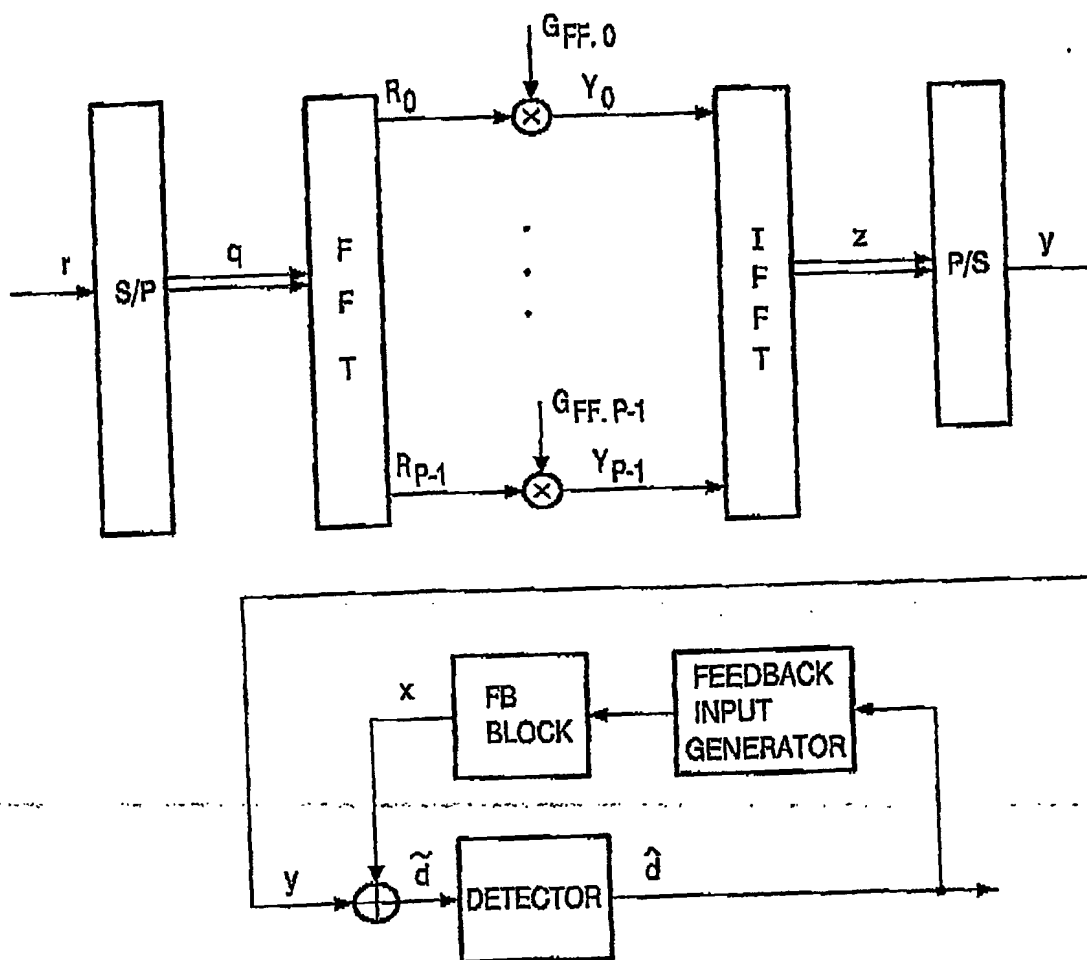 G_FF,0
R_0
Y_0
r
S/P
q
F
F
T
I
F
F
T
z
P/S
y
G_FF,P-1
R_P-1
Y_P-1
x
FB
BLOCK
FEEDBACK
INPUT
GENERATOR
y
d̃
DETECTOR
d̂